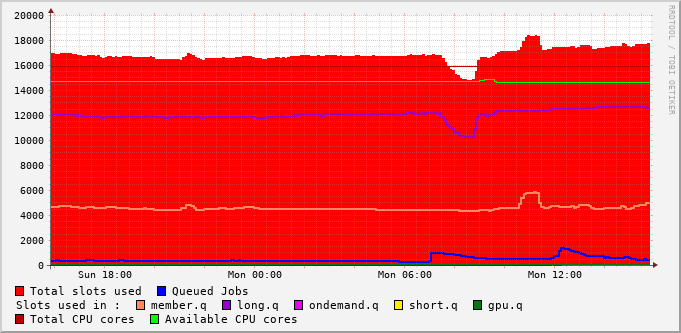 20000
18000
16000
14000
12000
10000
8000
6000
4000
2000
0
Sun 18:00 Mon 00:00 Mon 06:00 Mon 12:00
RRDTOOL / TOBI OETIKER
Total slots used Queued Jobs
Slots used in : member.q long.q ondemand.q short.q gpu.q
Total CPU cores Available CPU cores